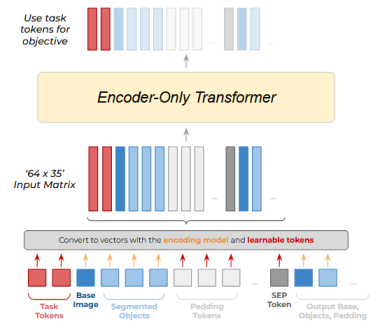 Use task
tokens for
objective
...
...
Encoder-Only Transformer
'64 x 35'
Input Matrix
...
...
Convert to vectors with the encoding model and learnable tokens
...
...
Task
Tokens
Base
Image
Segmented
Objects
Padding
Tokens
SEP
Token
Output Base,
Objects, Padding